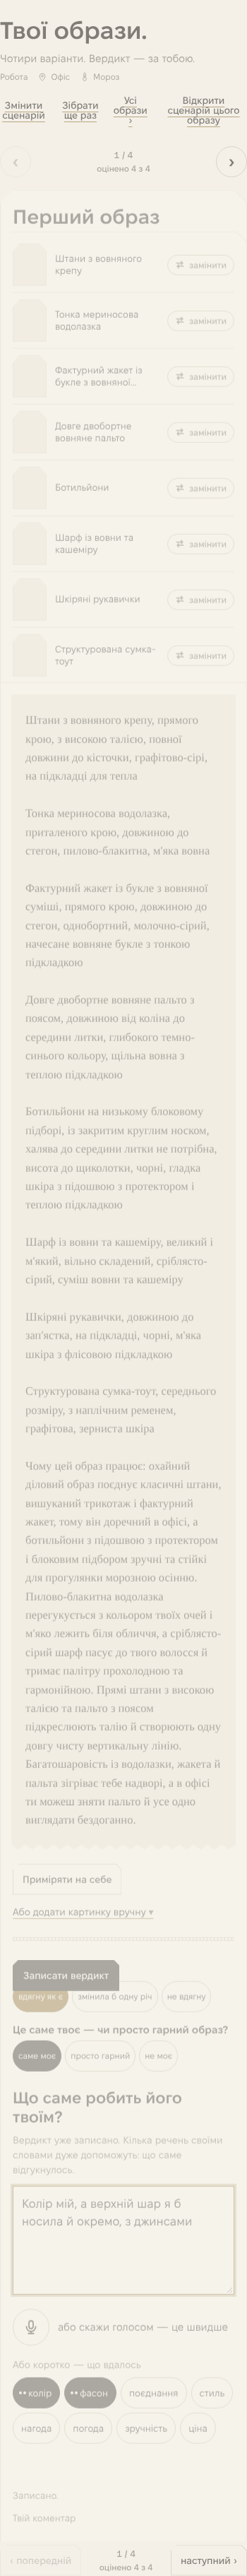 Твої образи.
Чотири варіанти. Вердикт — за тобою.
Робота Офіс Мороз
Змінити
сценарій
Зібрати
ще раз
Усі
образи
›
Відкрити
сценарій цього
образу
‹
1 / 4
оцінено 4 з 4
›
Перший образ
Штани з вовняного
крепу
замінити
Тонка мериносова
водолазка
замінити
Фактурний жакет із
букле з вовняної…
замінити
Довге двобортне
вовняне пальто
замінити
Ботильйони
замінити
Шарф із вовни та
кашеміру
замінити
Шкіряні рукавички
замінити
Структурована сумка-
тоут
замінити
Штани з вовняного крепу, прямого
крою, з високою талією, повної
довжини до кісточки, графітово-сірі,
на підкладці для тепла
Тонка мериносова водолазка,
приталеного крою, довжиною до
стегон, пилово-блакитна, м'яка вовна
Фактурний жакет із букле з вовняної
суміші, прямого крою, довжиною до
стегон, однобортний, молочно-сірий,
начесане вовняне букле з тонкою
підкладкою
Довге двобортне вовняне пальто з
поясом, довжиною від коліна до
середини литки, глибокого темно-
синього кольору, щільна вовна з
теплою підкладкою
Ботильйони на низькому блоковому
підборі, із закритим круглим носком,
халява до середини литки не потрібна,
висота до щиколотки, чорні, гладка
шкіра з підошвою з протектором і
теплою підкладкою
Шарф із вовни та кашеміру, великий і
м'який, вільно складений, сріблясто-
сірий, суміш вовни та кашеміру
Шкіряні рукавички, довжиною до
зап'ястка, на підкладці, чорні, м'яка
шкіра з флісовою підкладкою
Структурована сумка-тоут, середнього
розміру, з наплічним ременем,
графітова, зерниста шкіра
Чому цей образ працює: охайний
діловий образ поєднує класичні штани,
вишуканий трикотаж і фактурний
жакет, тому він доречний в офісі, а
ботильйони з підошвою з протектором
і блоковим підбором зручні та стійкі
для прогулянки морозною осінню.
Пилово-блакитна водолазка
перегукується з кольором твоїх очей і
м'яко лежить біля обличчя, а сріблясто-
сірий шарф пасує до твого волосся й
тримає палітру прохолодною та
гармонійною. Прямі штани з високою
талією та пальто з поясом
підкреслюють талію й створюють одну
довгу чисту вертикальну лінію.
Багатошаровість із водолазки, жакета й
пальта зігріває тебе надворі, а в офісі
ти можеш зняти пальто й усе одно
виглядати бездоганно.
Приміряти на себе
Або додати картинку вручну ▾
Записати вердикт
вдягну як є
змінила б одну річ
не вдягну
Це саме твоє — чи просто гарний образ?
саме моє
просто гарний
не моє
Що саме робить його
твоїм?
Вердикт уже записано. Кілька речень своїми
словами дуже допоможуть: що саме
відгукнулось.
Колір мій, а верхній шар я б
носила й окремо, з джинсами
або скажи голосом — це швидше
Або коротко — що вдалось
колір
фасон
поєднання
стиль
нагода
погода
зручність
ціна
Записано.
Твій коментар
‹ попередній
1 / 4
оцінено 4 з 4
наступний ›